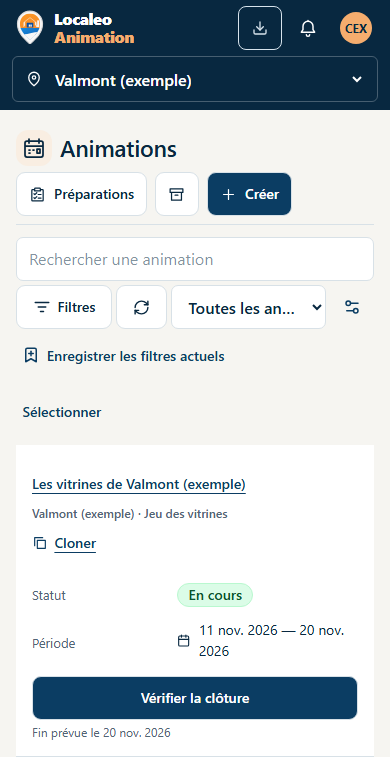 Localeo
Animation
CEX
Valmont (exemple)
Animations
Préparations
Créer
Rechercher une animation
Filtres
Toutes les an...
Enregistrer les filtres actuels
Sélectionner
Les vitrines de Valmont (exemple)
Valmont (exemple) · Jeu des vitrines
Cloner
Statut
En cours
Période
11 nov. 2026 — 20 nov.
2026
Vérifier la clôture
Fin prévue le 20 nov. 2026